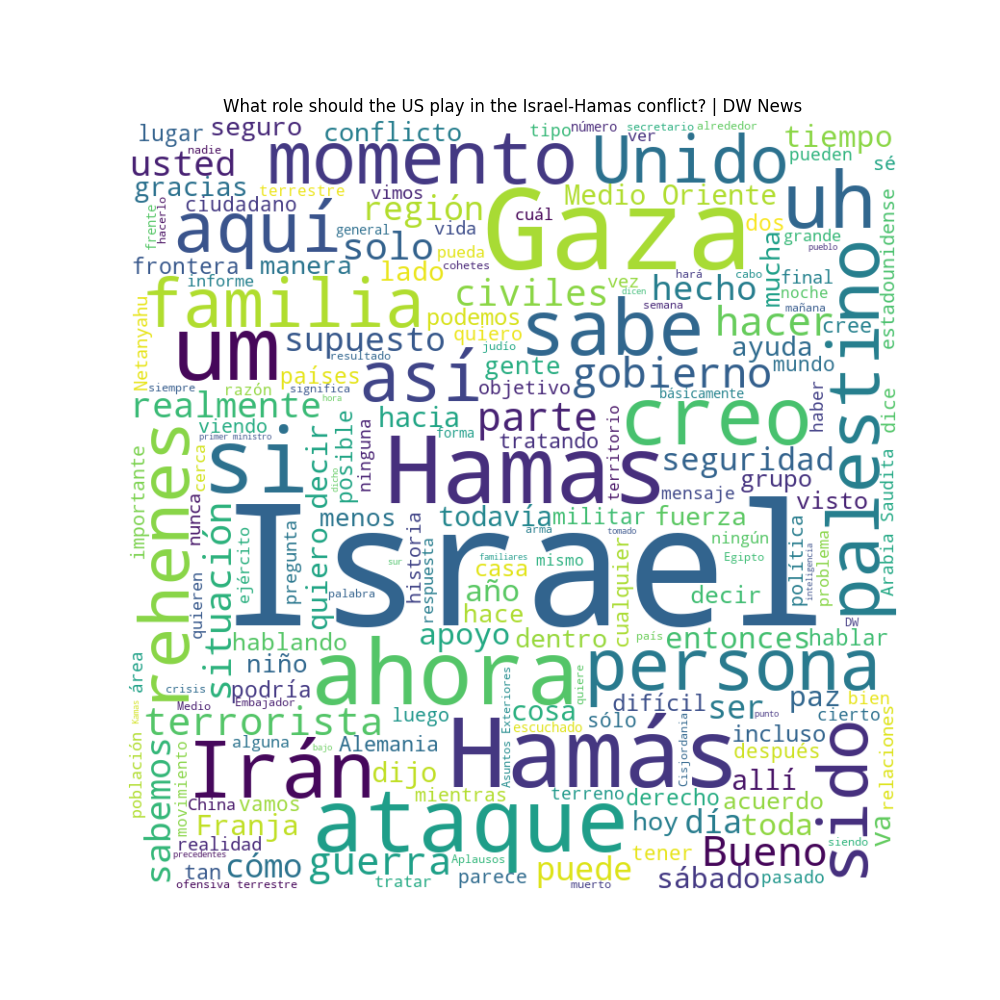 What role should the US play in the Israel-Hamas conflict? | DW News
lugar seguro conflicto tipo número secretario alrededor tiempo
nadie usted momento ver Unido pueden sé
gracias terrestre vimos Medio Oriente uh
frente hacerlo ciudadano región cuál dos
aquí general vida Gaza grande pueblo
solo pueda mucha
frontera manera lado cohetes hará cabo final
informe civiles vez hecho noche estadounidense
familia podemos dicen semana mañana
Netanyahu um supuesto quiero sabe hacer cree
resultado judío ayuda
países así gente gobierno mundo
siempre razón significa objetivo básicamente
realmente hora hacia parte creo haber dice palestino
viendo forma tratando
primer ministro si decir posible ninguna territorio seguridad
importante rehenes cerca nunca dicho Hamas mensaje grupo visto
menos todavía militar fuerza
situación quiero decir arma tomado ningún política Arabia Saudita
ejército pregunta sur historia respuesta familiares mismo Egipto inteligencia problema
Israel casa
quieren palabra año cualquier decir
hace DW
hablando apoyo dentro país entonces hablar
área niño ahora quiere persona
crisis podría difícil ser paz bien
Kamas Medio Embajador cosa
terrorista luego Asuntos Exteriores sólo punto cierto
escuchado
población alguna bajo Alemania Hamás Cisjordania incluso después relaciones
sabemos movimiento Irán dijo allí sido
mientras terreno derecho acuerdo
China vamos
Franja ataque hoy día toda va
realidad
precedentes tan cómo guerra Aplausos tener Bueno siendo
parece puede
ofensiva terrestre tratar muerto sábado pasado